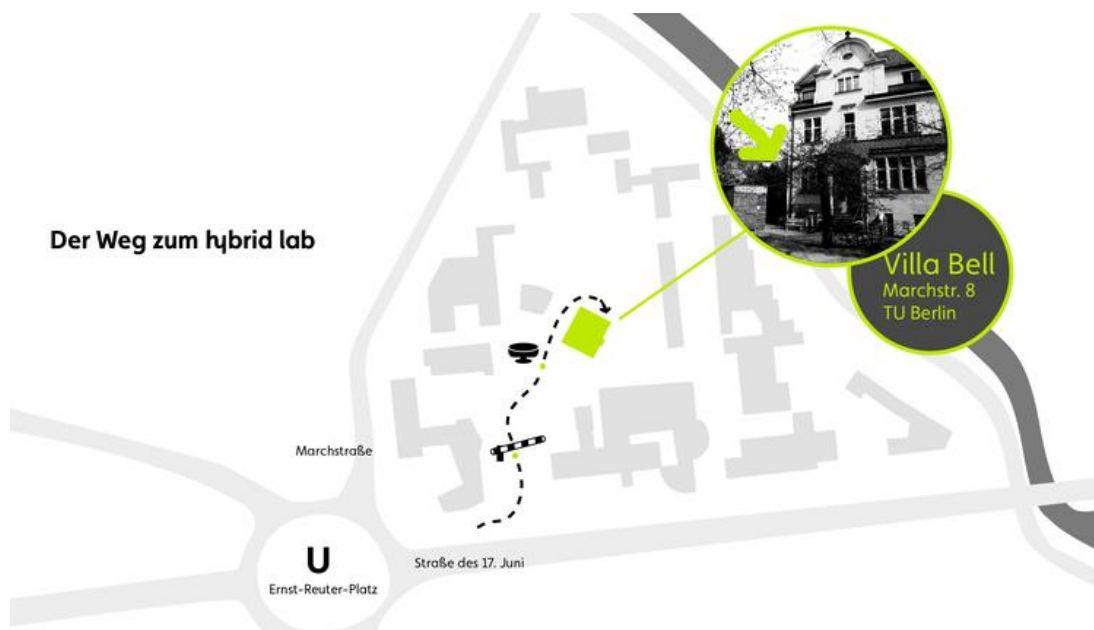 Der Weg zum hybrid lab
Villa Bell
Marchstr. 8
TU Berlin
Marchstraße
Straße des 17. Juni
U
Ernst-Reuter-Platz